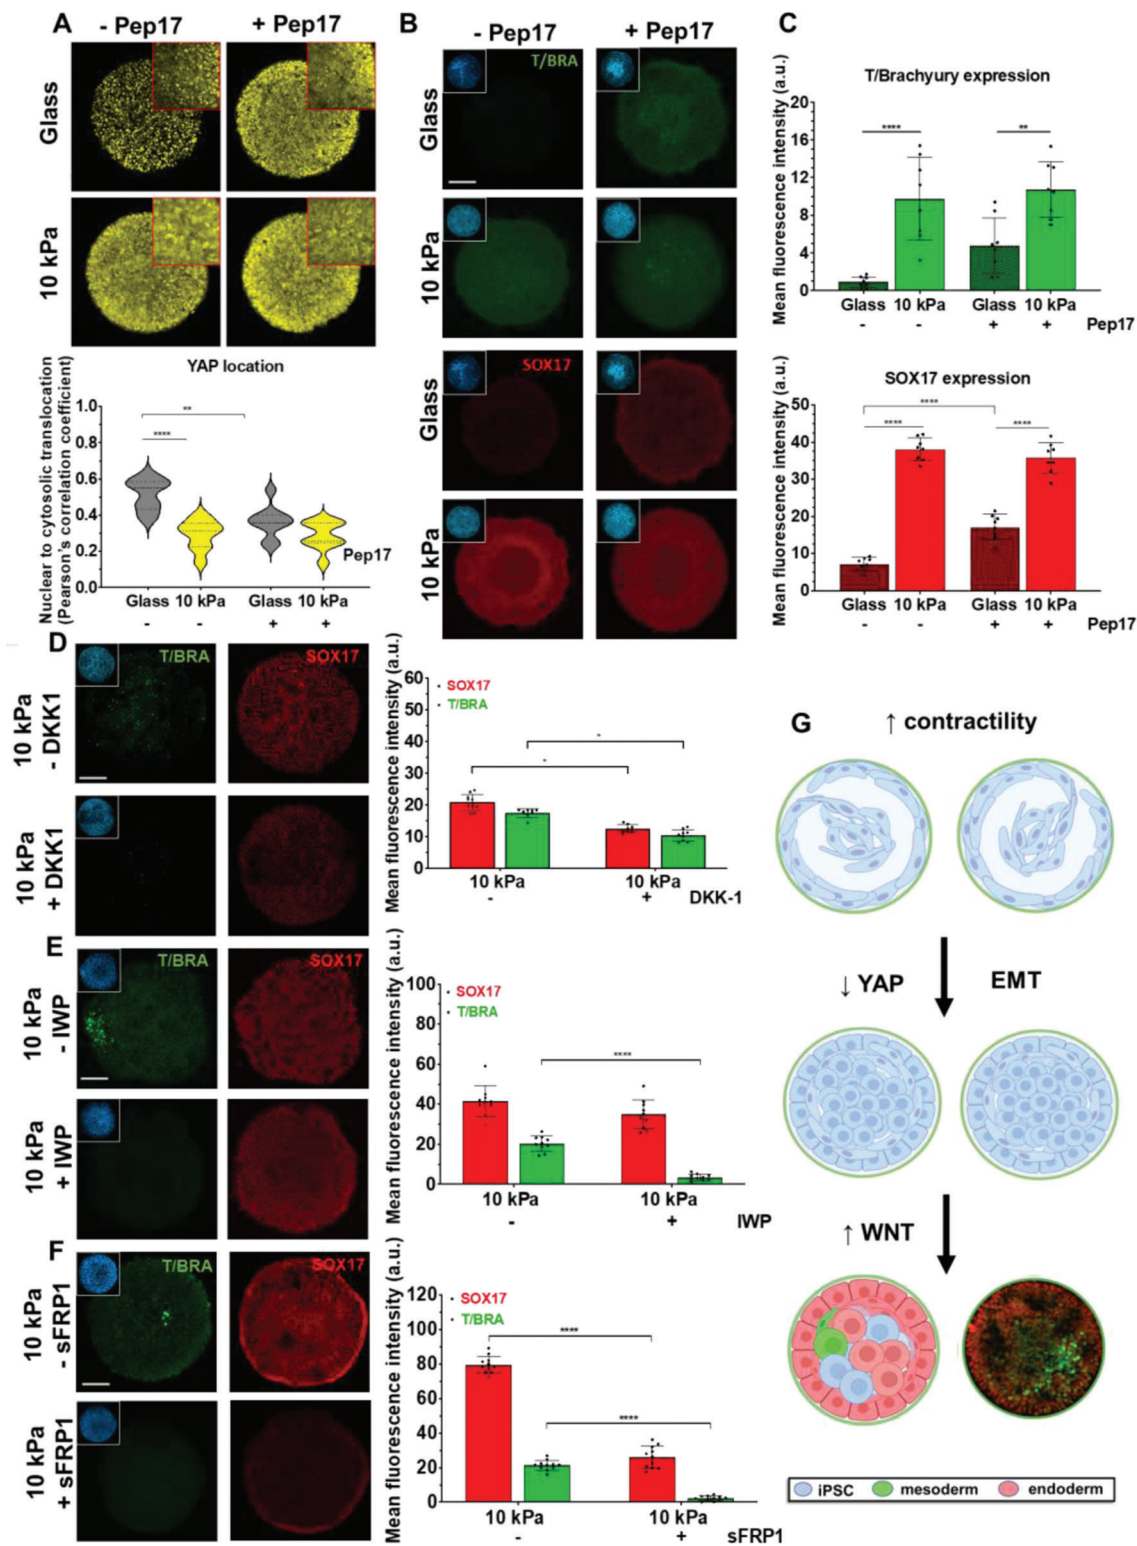 A
- Pep17
+ Pep17
Glass
10 kPa
YAP location
Nuclear to cytosolic translocation
(Pearson's correlation coefficient)
1.0
0.8
0.6
0.4
0.2
0.0
**
****
Pep17
Glass
10 kPa
Glass
10 kPa
-
-
+
+
B
- Pep17
+ Pep17
T/BRA
Glass
10 kPa
SOX17
Glass
10 kPa
C
T/Brachyury expression
Mean fluorescence intensity (a.u.)
20
16
12
8
4
0
****
**
Glass
10 kPa
Glass
10 kPa
-
-
+
+
Pep17
SOX17 expression
Mean fluorescence intensity (a.u.)
50
40
30
20
10
0
****
****
****
Glass
10 kPa
Glass
10 kPa
-
-
+
+
Pep17
D
T/BRA
SOX17
10 kPa
- DKK1
10 kPa
+ DKK1
Mean fluorescence intensity (a.u.)
60
50
40
30
20
10
0
SOX17
T/BRA
*
*
10 kPa
10 kPa
-
+
DKK-1
E
T/BRA
SOX17
10 kPa
- IWP
10 kPa
+ IWP
Mean fluorescence intensity (a.u.)
100
80
60
40
20
0
SOX17
T/BRA
****
10 kPa
10 kPa
-
+
IWP
F
T/BRA
SOX17
10 kPa
- sFRP1
10 kPa
+ sFRP1
Mean fluorescence intensity (a.u.)
120
100
80
60
40
20
0
SOX17
T/BRA
****
****
10 kPa
10 kPa
-
+
sFRP1
G
↑ contractility
↓ YAP
EMT
↑ WNT
iPSC
mesoderm
endoderm